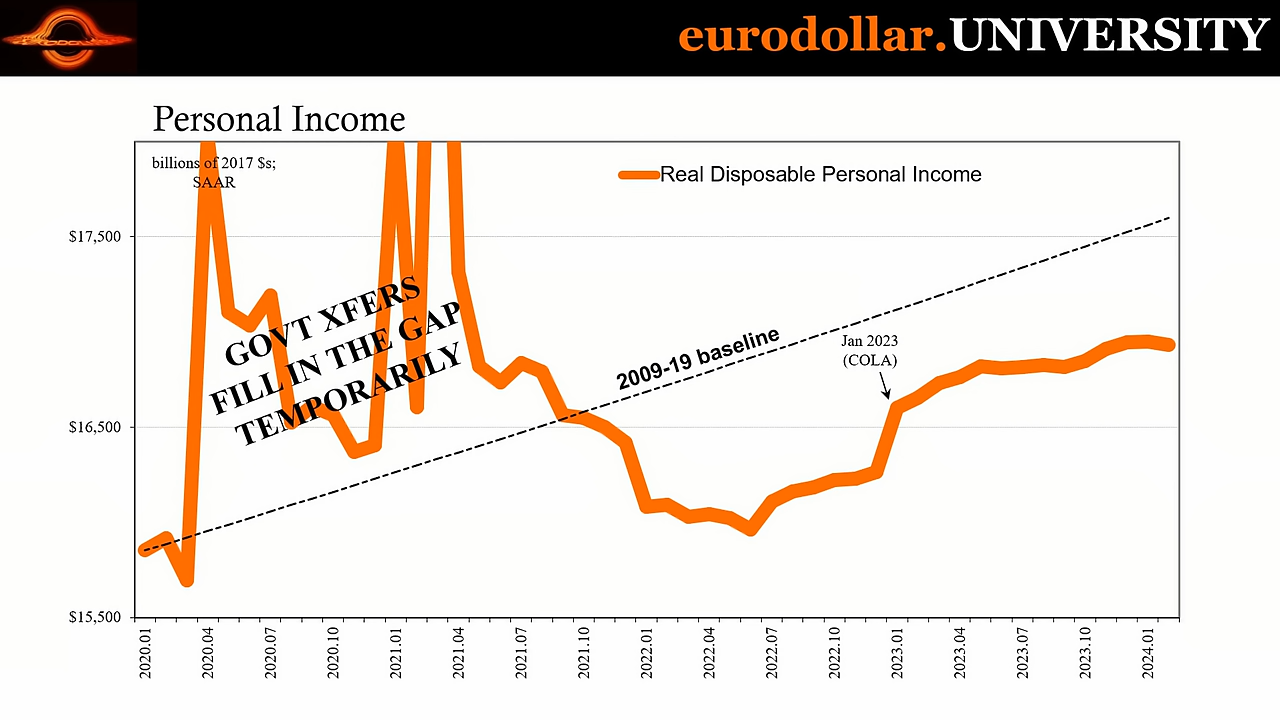 eurodollar.UNIVERSITY
Personal Income
billions of 2017 $s;
SAAR
Real Disposable Personal Income
$17,500
$16,500
$15,500
GOVT XFERS
FILL IN THE GAP
TEMPORARILY
2009-19 baseline
Jan 2023
(COLA)
2020.01
2020.04
2020.07
2020.10
2021.01
2021.04
2021.07
2021.10
2022.01
2022.04
2022.07
2022.10
2023.01
2023.04
2023.07
2023.10
2024.01